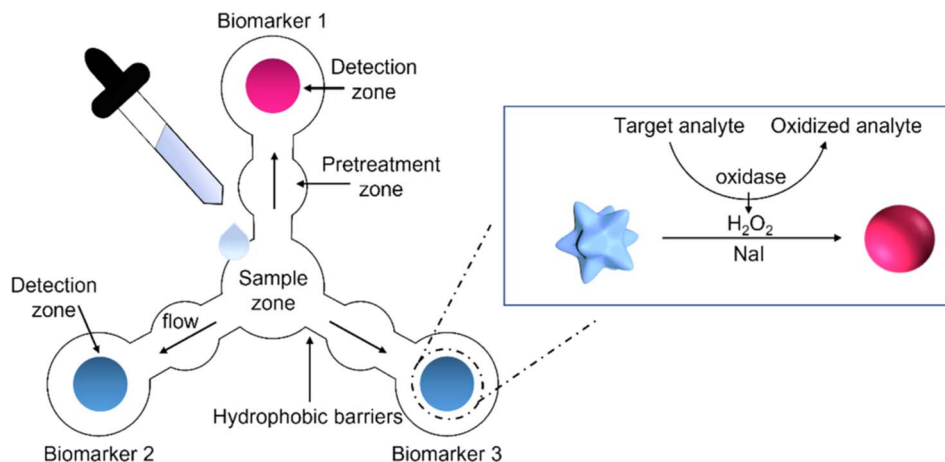 Biomarker 1
Detection
zone
Pretreatment
zone
Sample
zone
Detection
zone
flow
Hydrophobic barriers
Biomarker 2
Biomarker 3
Target analyte
Oxidized analyte
oxidase
H₂O₂
NaI